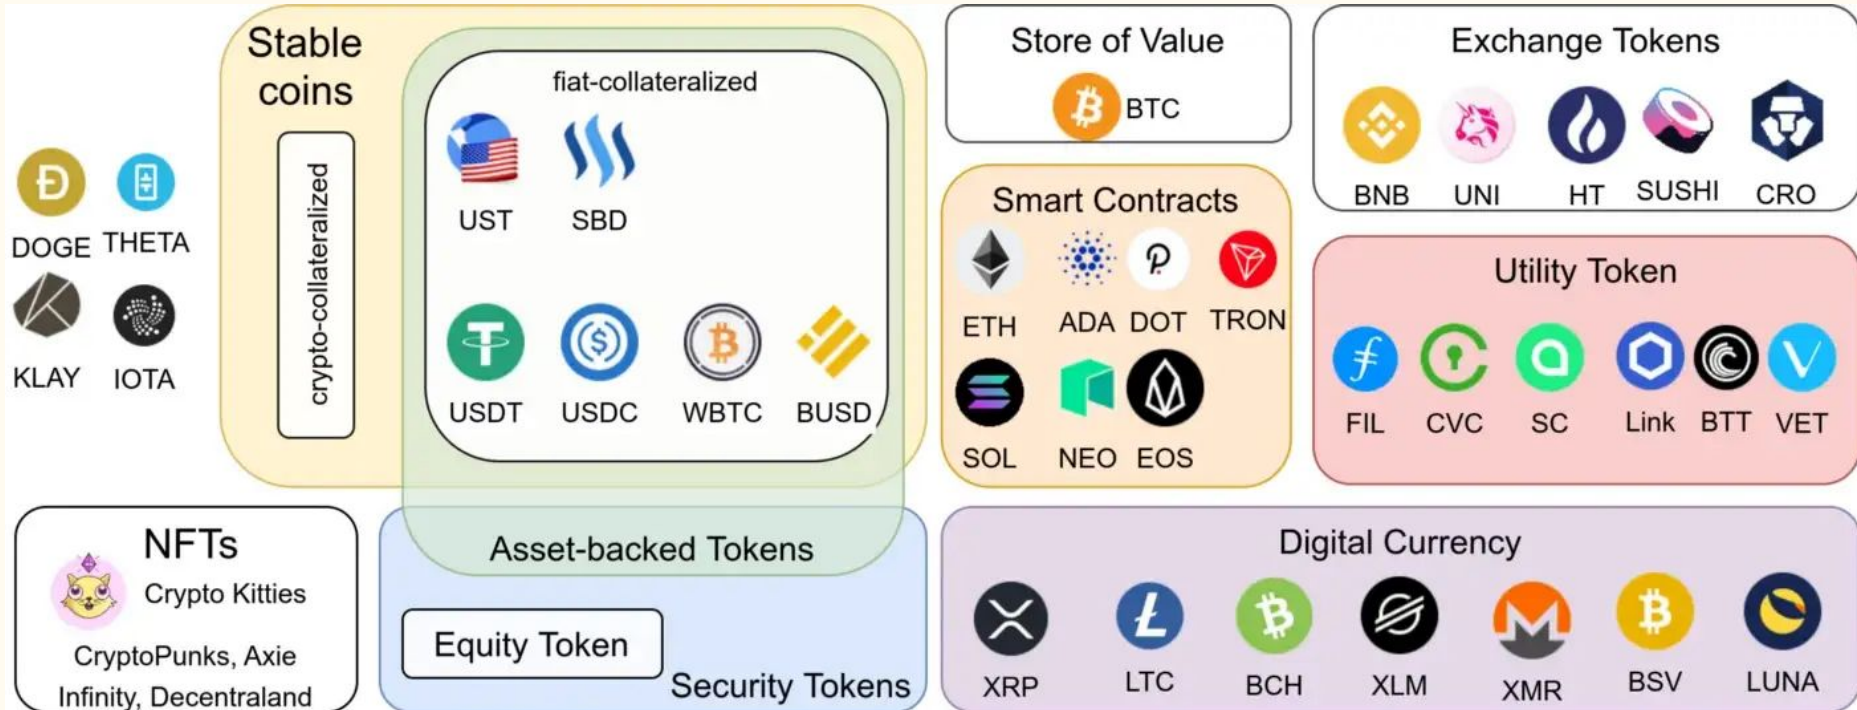 Stable
coins
crypto-collateralized
fiat-collateralized
UST SBD
USDT USDC WBTC BUSD
DOGE THETA
KLAY IOTA
Store of Value
BTC
Exchange Tokens
BNB UNI HT SUSHI CRO
Smart Contracts
ETH ADA DOT TRON
SOL NEO EOS
Utility Token
FIL CVC SC Link BTT VET
NFTs
Crypto Kitties
CryptoPunks, Axie
Infinity, Decentraland
Asset-backed Tokens
Equity Token
Security Tokens
Digital Currency
XRP LTC BCH XLM XMR BSV LUNA